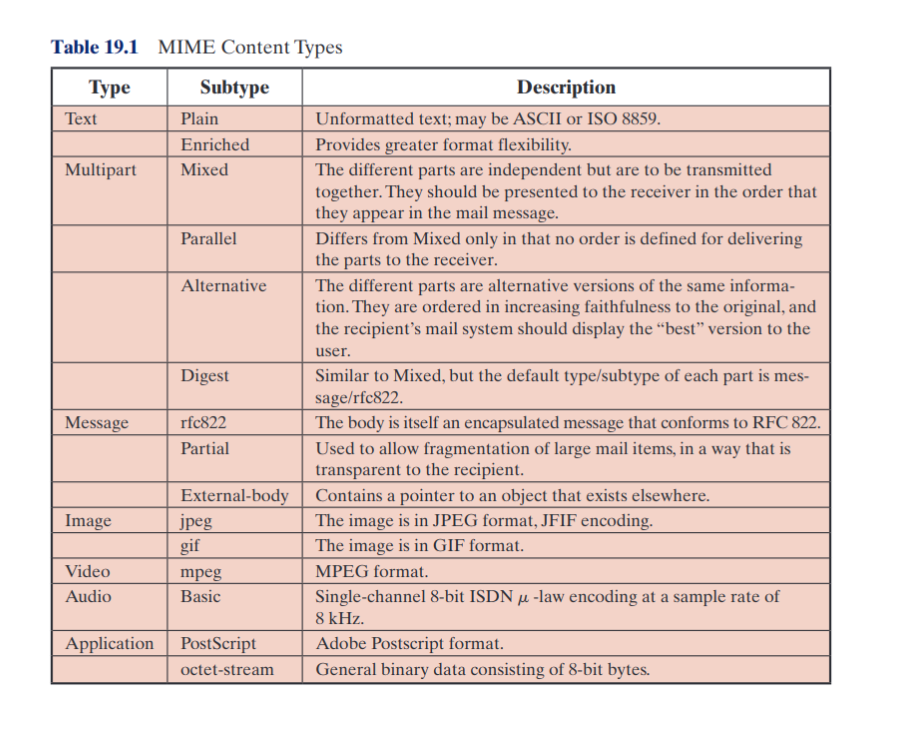 Table 19.1 MIME Content Types
Type Subtype Description
Text Plain Unformatted text; may be ASCII or ISO 8859.
Enriched Provides greater format flexibility.
Multipart Mixed The different parts are independent but are to be transmitted
together. They should be presented to the receiver in the order that
they appear in the mail message.
Parallel Differs from Mixed only in that no order is defined for delivering
the parts to the receiver.
Alternative The different parts are alternative versions of the same informa-
tion. They are ordered in increasing faithfulness to the original, and
the recipient's mail system should display the “best” version to the
user.
Digest Similar to Mixed, but the default type/subtype of each part is mes-
sage/rfc822.
Message rfc822 The body is itself an encapsulated message that conforms to RFC 822.
Partial Used to allow fragmentation of large mail items, in a way that is
transparent to the recipient.
External-body Contains a pointer to an object that exists elsewhere.
Image jpeg The image is in JPEG format, JFIF encoding.
gif The image is in GIF format.
Video mpeg MPEG format.
Audio Basic Single-channel 8-bit ISDN μ -law encoding at a sample rate of
8 kHz.
Application PostScript Adobe Postscript format.
octet-stream General binary data consisting of 8-bit bytes.